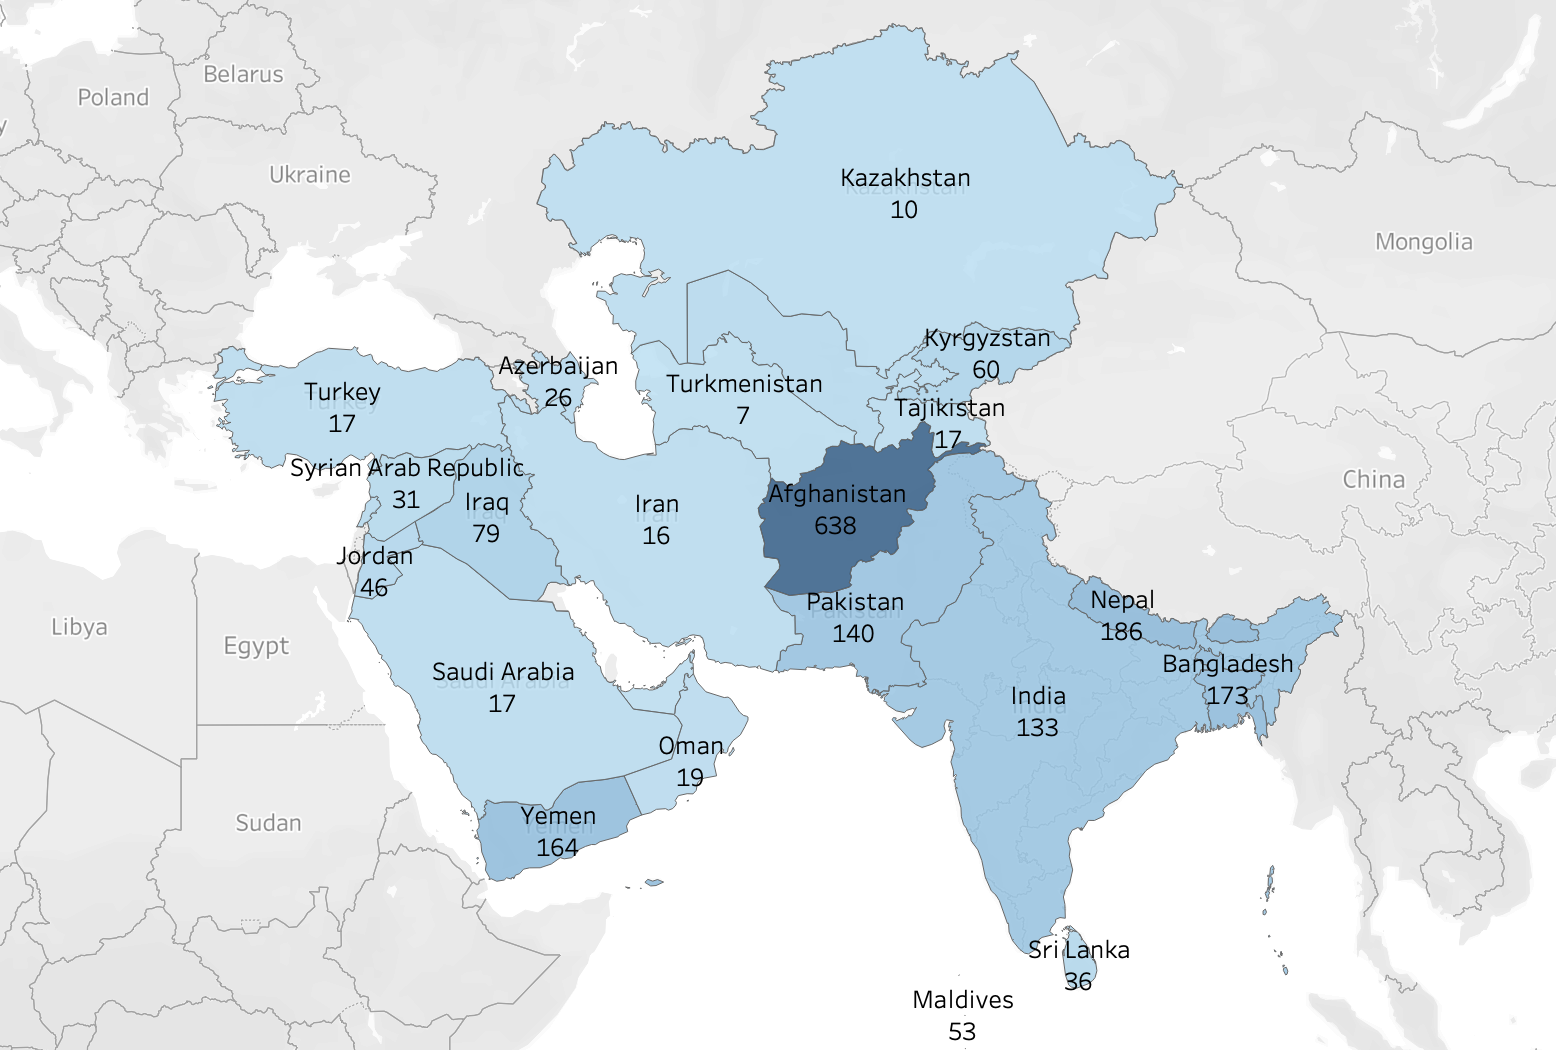 Belarus
Poland
y
Ukraine
Kazakhstan
10
Mongolia
Kyrgyzstan
60
Azerbaijan
26
Turkey
17
Turkmenistan
7
Tajikistan
17
Syrian Arab Republic
31
Iraq
79
Iran
16
Afghanistan
638
China
Jordan
46
Pakistan
140
Nepal
186
Libya
Egypt
Saudi Arabia
17
Bangladesh
173
India
133
Oman
19
Yemen
164
Sudan
Sri Lanka
36
Maldives
53